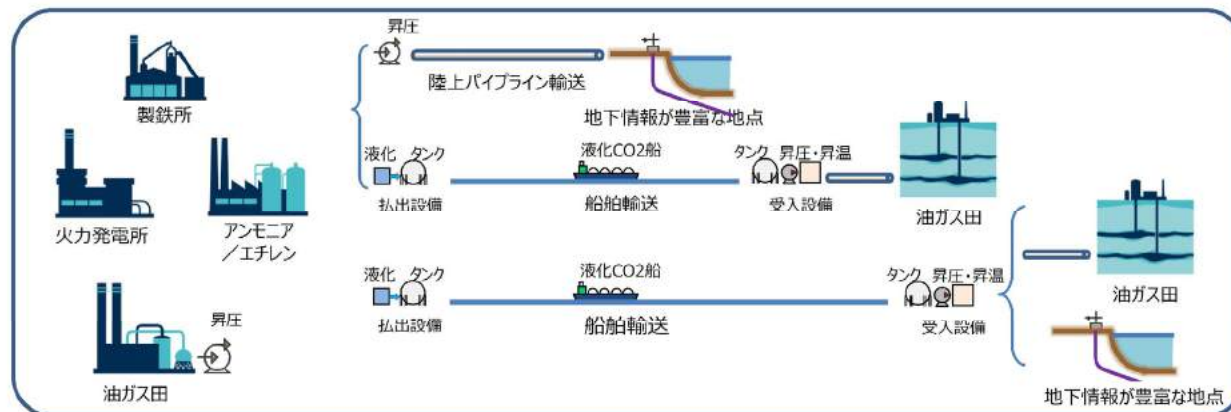 昇圧
製鉄所
陸上パイプライン輸送
地下情報が豊富な地点
液化 タンク
液化CO2船
タンク 昇圧・昇温
払出設備
船舶輸送
受入設備
油ガス田
火力発電所
アンモニア
／エチレン
液化 タンク
液化CO2船
タンク 昇圧・昇温
払出設備
船舶輸送
受入設備
油ガス田
昇圧
油ガス田
地下情報が豊富な地点